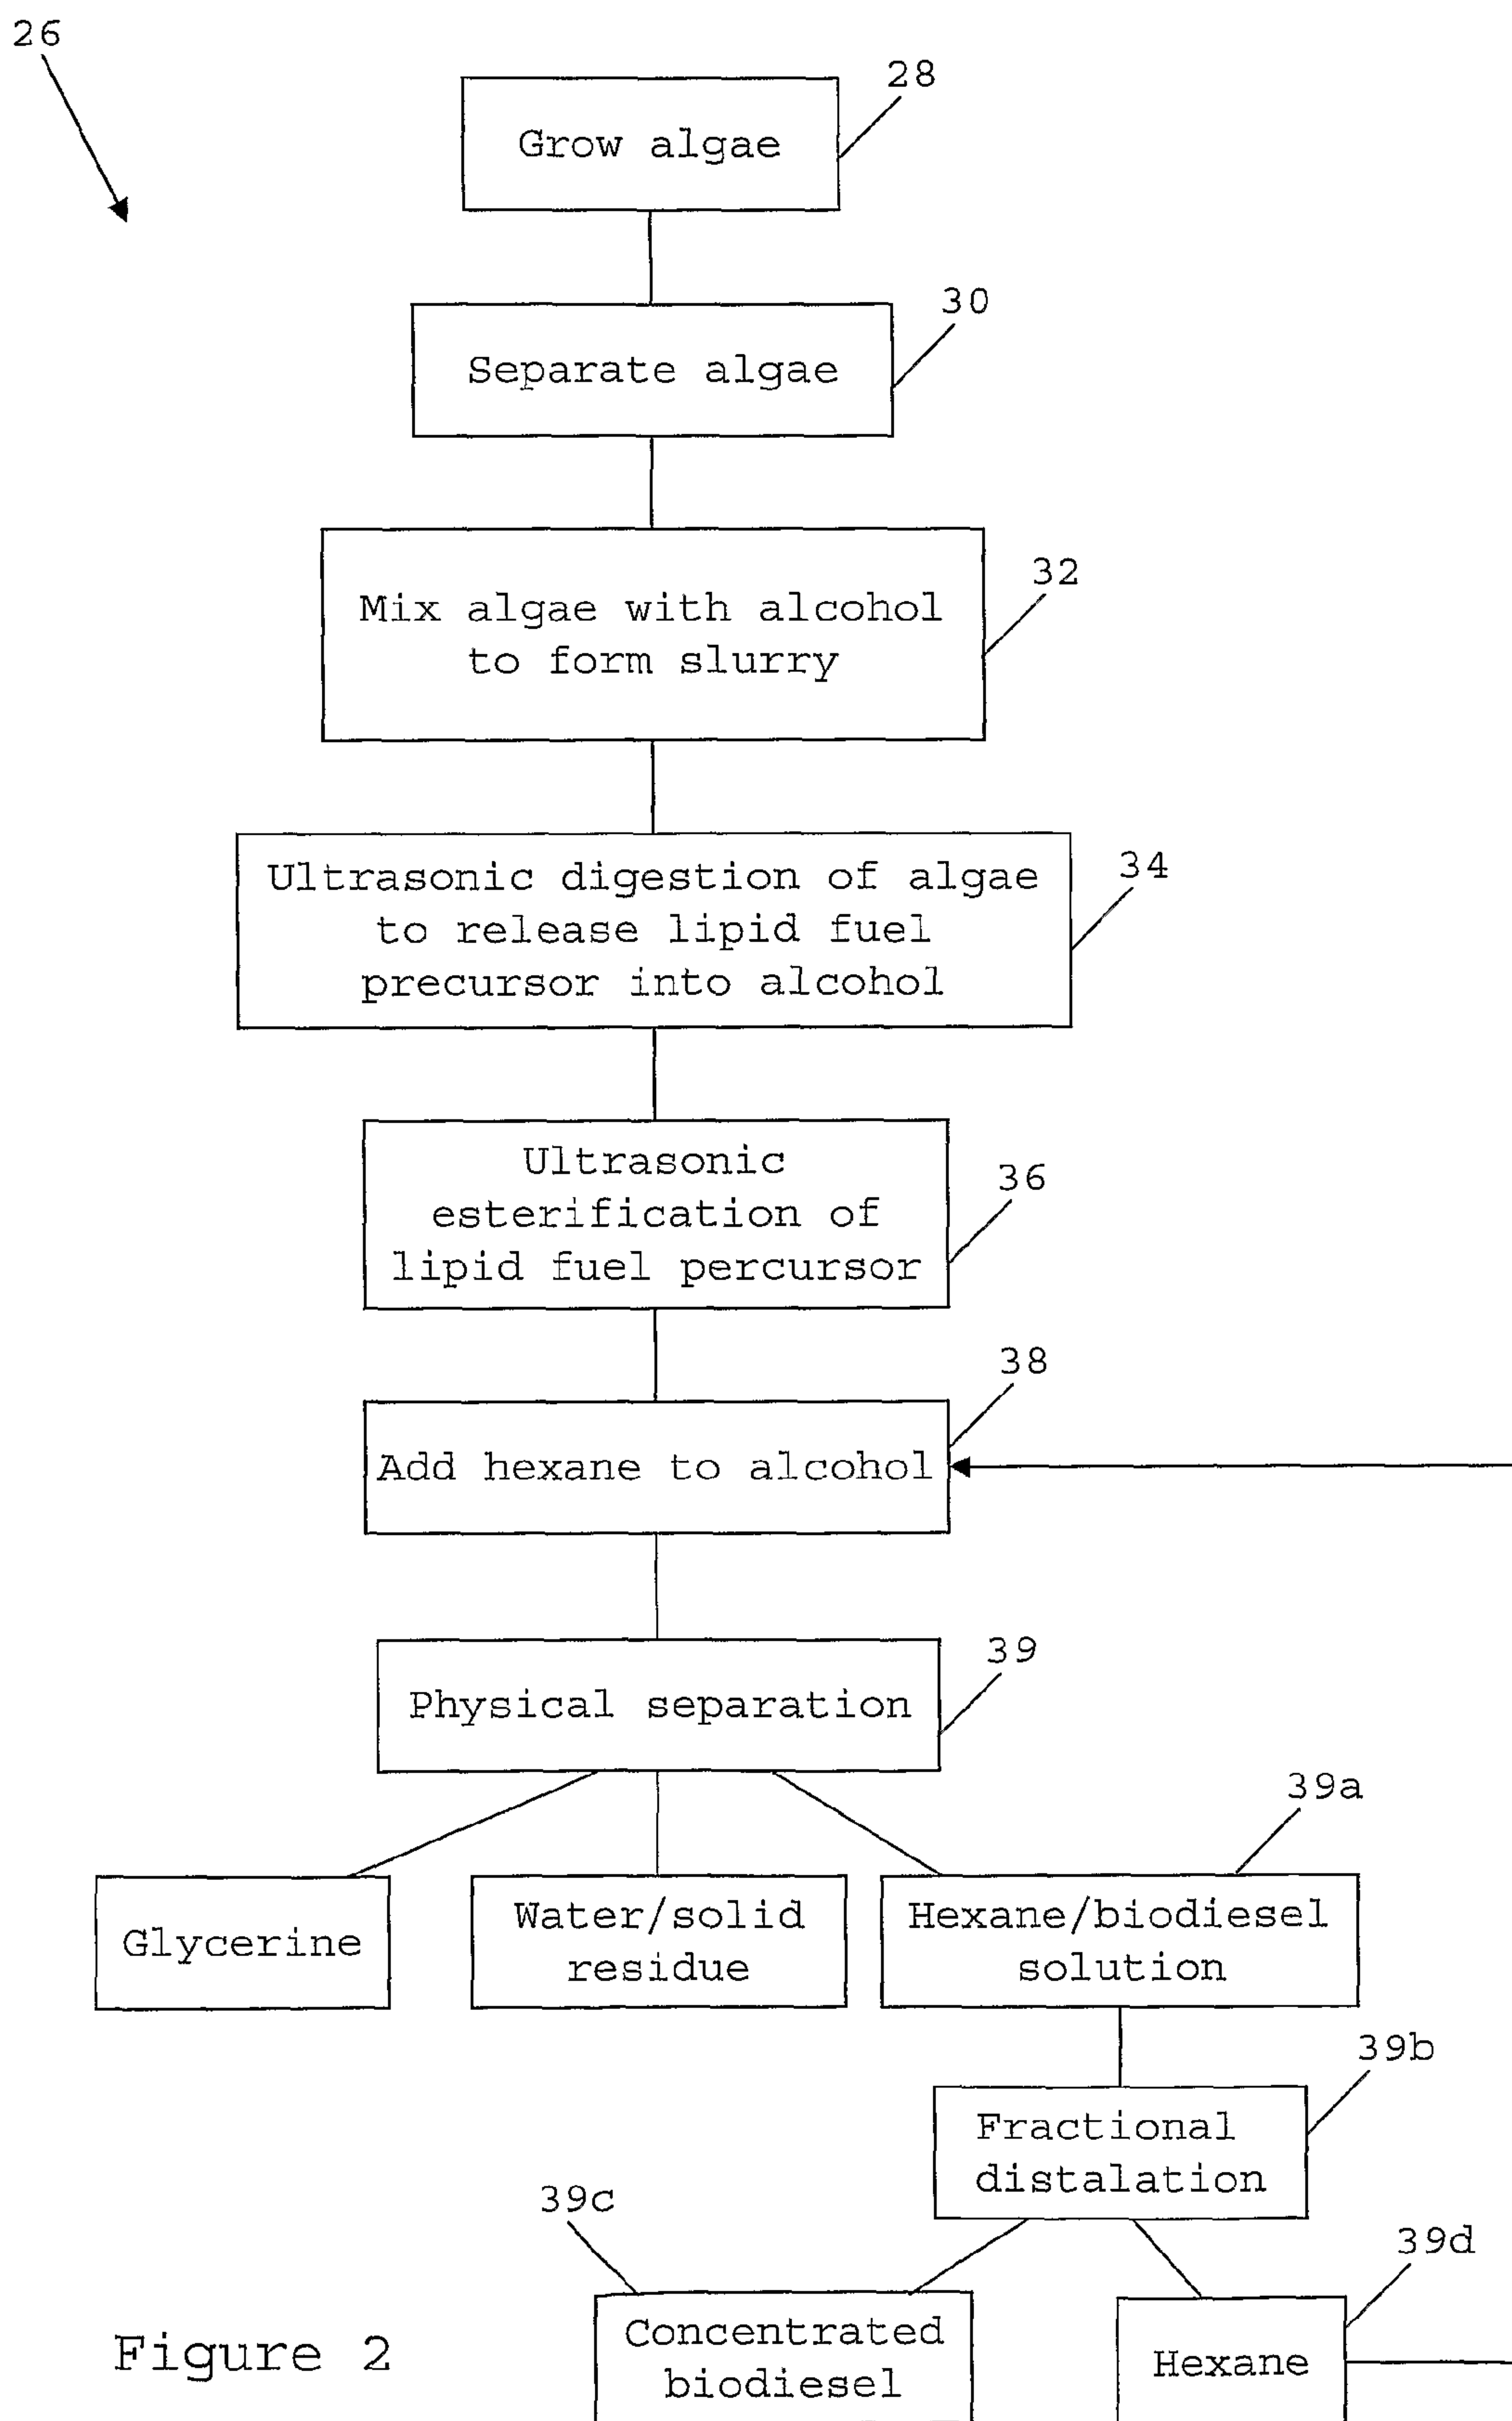 26
28
Grow algae
30
Separate algae
32
Mix algae with alcohol
to form slurry
34
Ultrasonic digestion of algae
to release lipid fuel
precursor into alcohol
36
Ultrasonic
esterification of
lipid fuel percursor
38
Add hexane to alcohol
39
Physical separation
39a
Glycerine
Water/solid
residue
Hexane/biodiesel
solution
39b
Fractional
distalation
39c
39d
Concentrated
biodiesel
Hexane
Figure 2